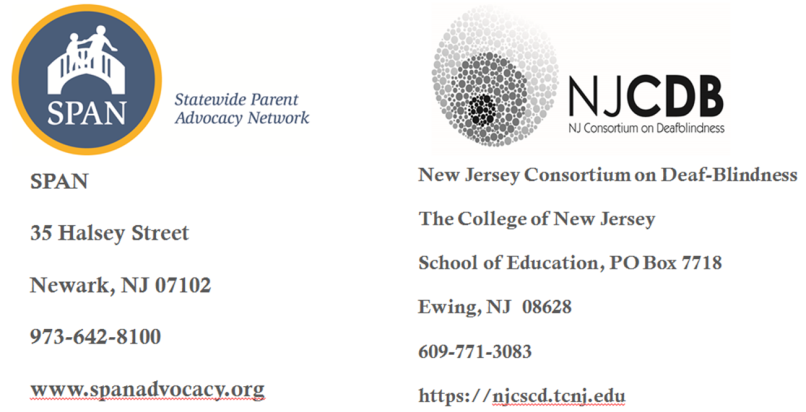 SPAN
Statewide Parent
Advocacy Network
SPAN
35 Halsey Street
Newark, NJ 07102
973-642-8100
www.spanadvocacy.org
NJCDB
NJ Consortium on Deafblindness
New Jersey Consortium on Deaf-Blindness
The College of New Jersey
School of Education, PO Box 7718
Ewing, NJ  08628
609-771-3083
https://njcscd.tcnj.edu